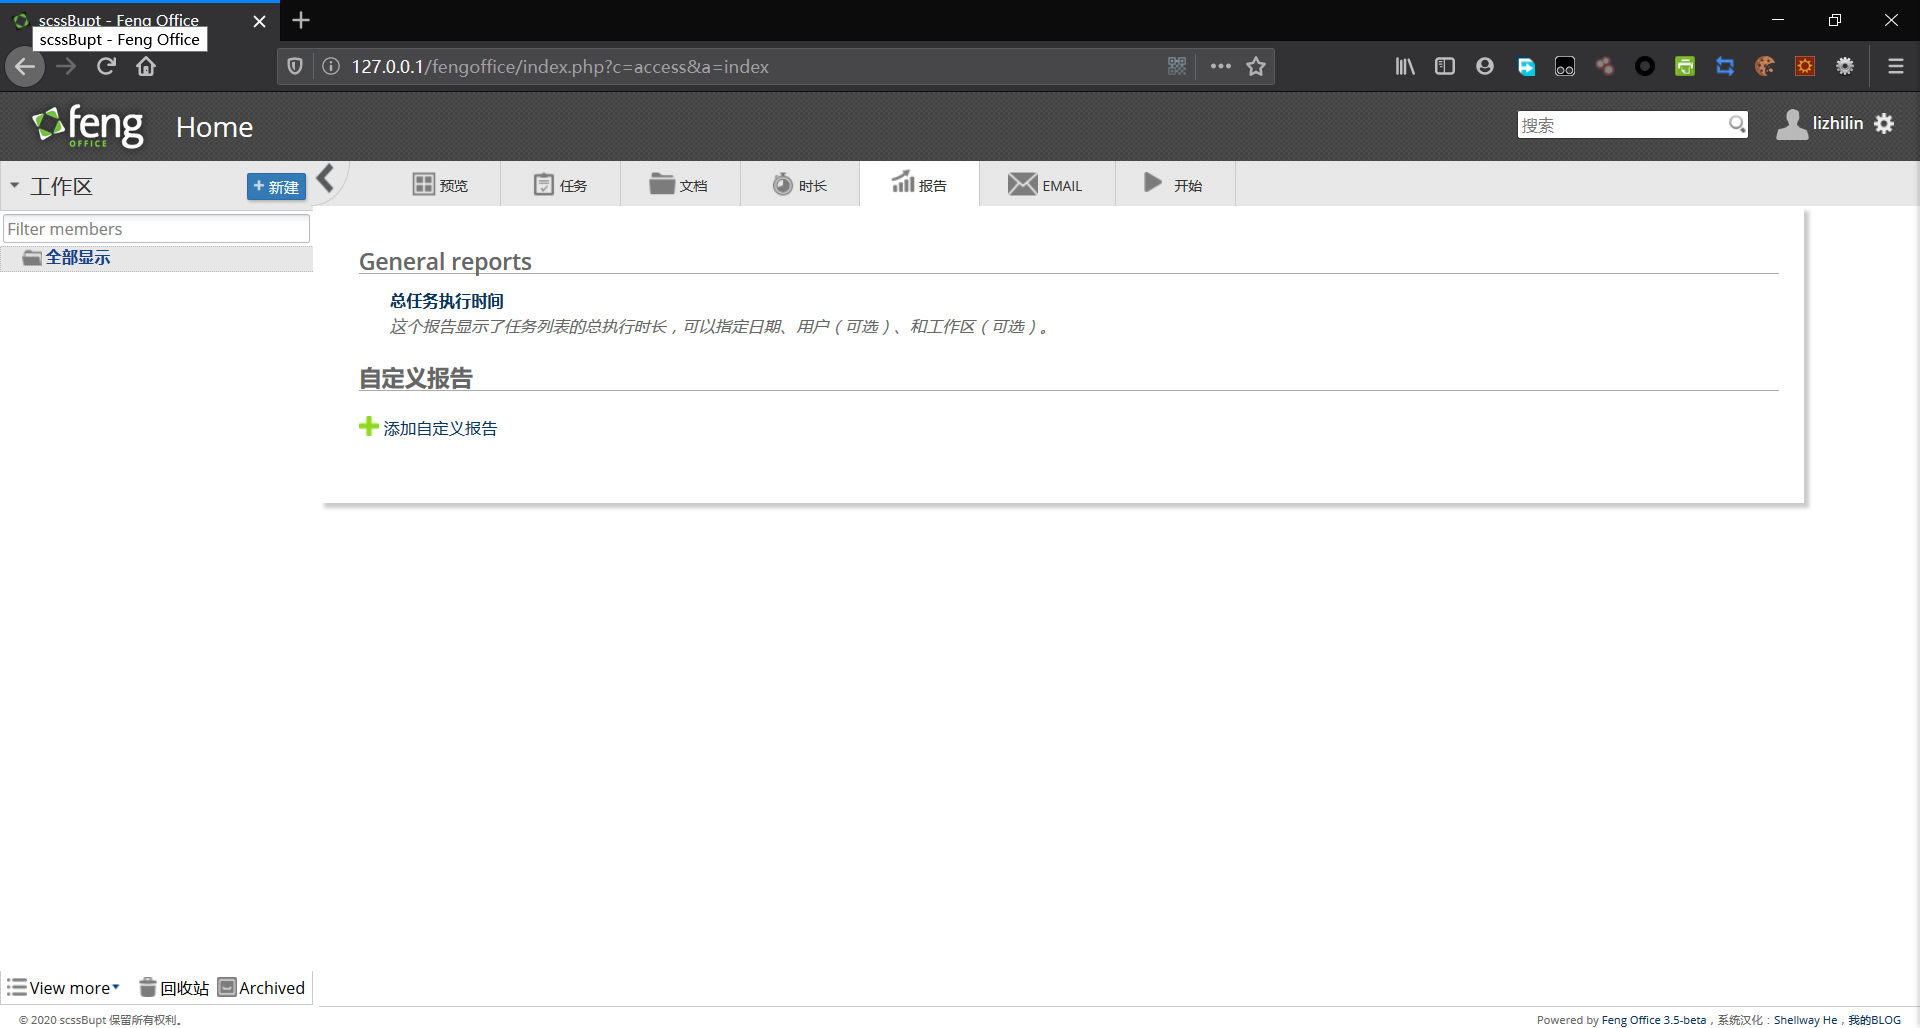 scssBupt - Feng Office
scssBupt - Feng Office
127.0.0.1/fengoffice/index.php?c=access&a=index
feng OFFICE
Home
搜索
lizhilin
工作区
+ 新建
预览
任务
文档
时长
报告
EMAIL
开始
Filter members
全部显示
General reports
总任务执行时间
这个报告显示了任务列表的总执行时长，可以指定日期、用户（可选）、和工作区（可选）。
自定义报告
添加自定义报告
View more
回收站
Archived
© 2020 scssBupt 保留所有权利。
Powered by Feng Office 3.5-beta，系统汉化：Shellway He，我的BLOG